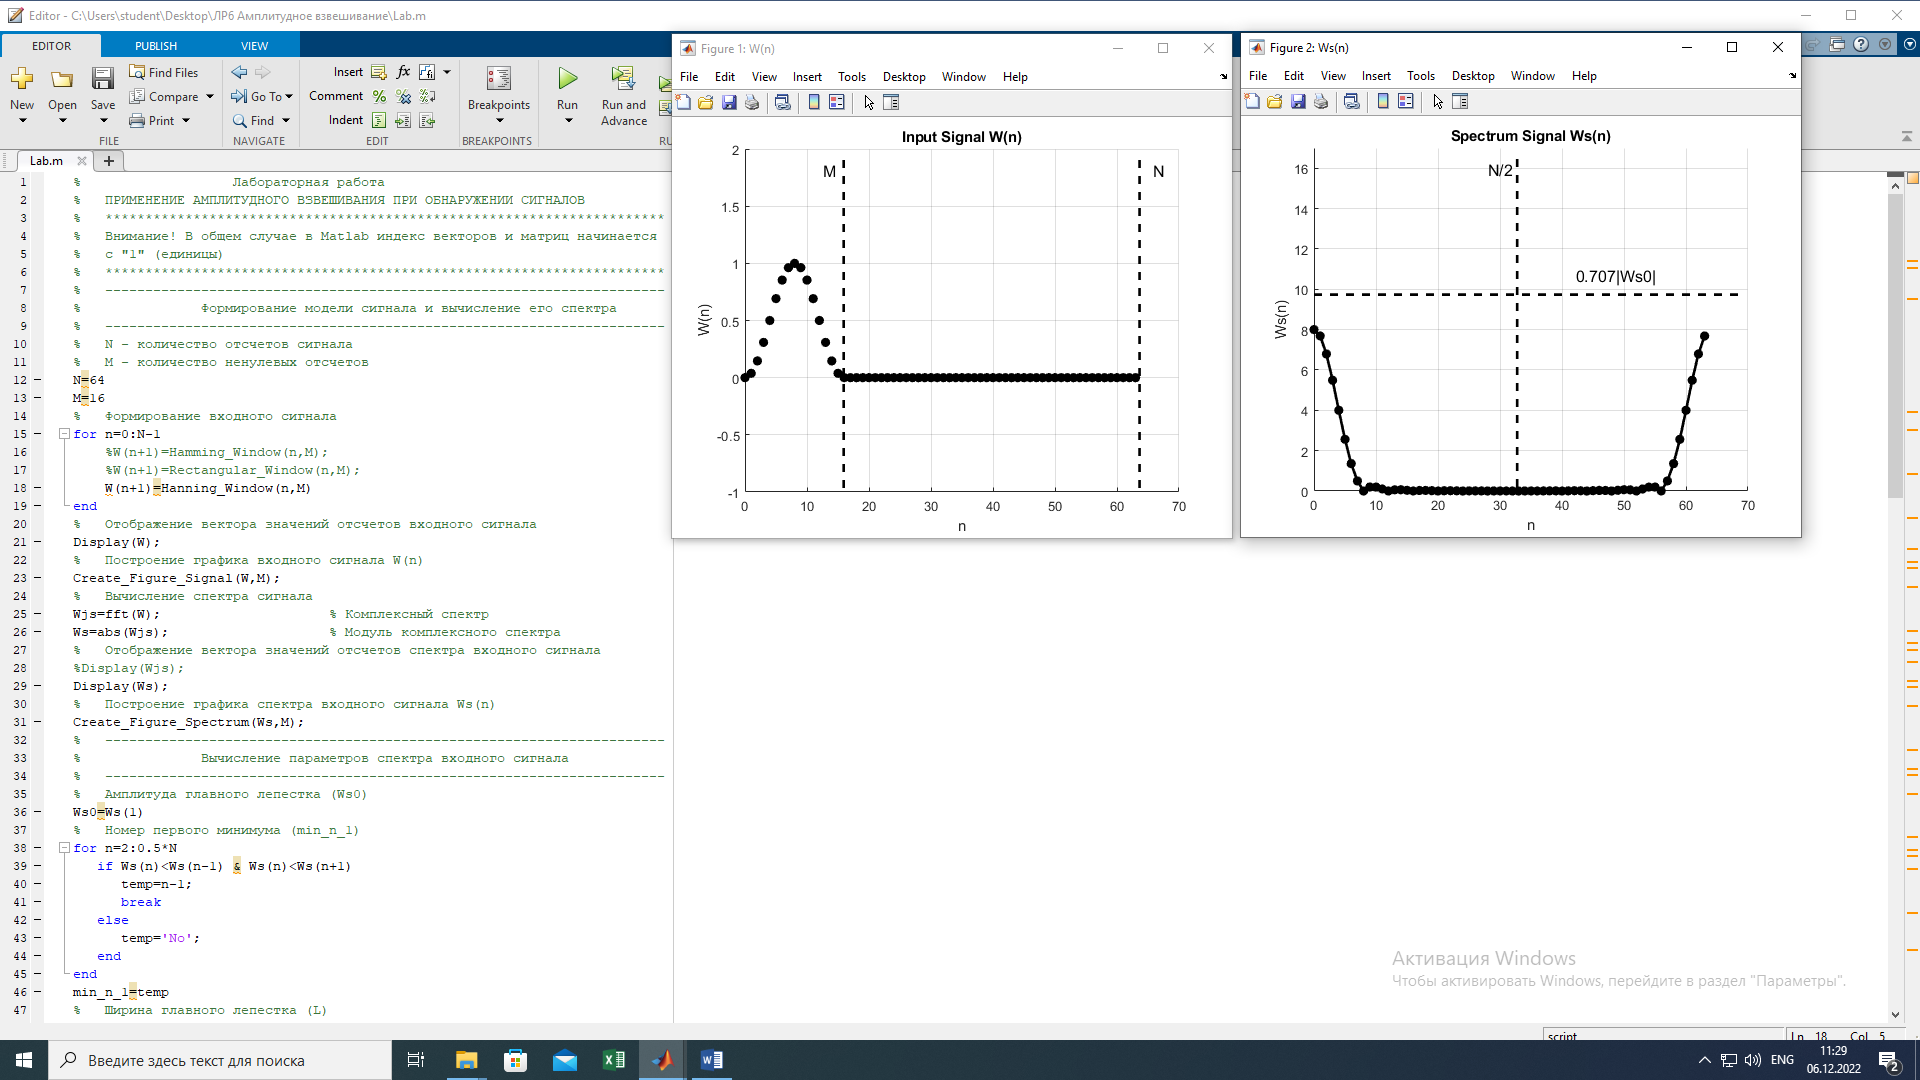 Editor - C:\Users\student\Desktop\ЛР6 Амплитудное взвешивание\Lab.m
EDITOR PUBLISH VIEW
New Open Save Find Files Compare Print
FILE
Go To Find
NAVIGATE
Insert fx
Comment
Indent
EDIT
Breakpoints
BREAKPOINTS
Run Run and Advance
RU
Lab.m
1 % Лабораторная работа
2 % ПРИМЕНЕНИЕ АМПЛИТУДНОГО ВЗВЕШИВАНИЯ ПРИ ОБНАРУЖЕНИИ СИГНАЛОВ
3 % **********************************************************************
4 % Внимание! В общем случае в Matlab индекс векторов и матриц начинается
5 % с "1" (единицы)
6 % **********************************************************************
7 % ----------------------------------------------------------------------
8 % Формирование модели сигнала и вычисление его спектра
9 % ----------------------------------------------------------------------
10 % N - количество отсчетов сигнала
11 % M - количество ненулевых отсчетов
12 N=64
13 M=16
14 % Формирование входного сигнала
15 for n=0:N-1
16 %W(n+1)=Hamming_Window(n,M);
17 %W(n+1)=Rectangular_Window(n,M);
18 W(n+1)=Hanning_Window(n,M)
19 end
20 % Отображение вектора значений отсчетов входного сигнала
21 Display(W);
22 % Построение графика входного сигнала W(n)
23 Create_Figure_Signal(W,M);
24 % Вычисление спектра сигнала
25 Wjs=fft(W); % Комплексный спектр
26 Ws=abs(Wjs); % Модуль комплексного спектра
27 % Отображение вектора значений отсчетов спектра входного сигнала
28 %Display(Wjs);
29 Display(Ws);
30 % Построение графика спектра входного сигнала Ws(n)
31 Create_Figure_Spectrum(Ws,M);
32 % ----------------------------------------------------------------------
33 % Вычисление параметров спектра входного сигнала
34 % ----------------------------------------------------------------------
35 % Амплитуда главного лепестка (Ws0)
36 Ws0=Ws(1)
37 % Номер первого минимума (min_n_1)
38 for n=2:0.5*N
39 if Ws(n)<Ws(n-1) & Ws(n)<Ws(n+1)
40 temp=n-1;
41 break
42 else
43 temp='No';
44 end
45 end
46 min_n_1=temp
47 % Ширина главного лепестка (L)
Figure 1: W(n)
File Edit View Insert Tools Desktop Window Help
Input Signal W(n)
M N
2
1.5
1
0.5
0
-0.5
-1
W(n)
0 10 20 30 40 50 60 70
n
Figure 2: Ws(n)
File Edit View Insert Tools Desktop Window Help
Spectrum Signal Ws(n)
N/2
0.707|Ws0|
16
14
12
10
8
6
4
2
0
Ws(n)
0 10 20 30 40 50 60 70
n
Активация Windows
Чтобы активировать Windows, перейдите в раздел "Параметры".
script Ln 18 Col 5
Введите здесь текст для поиска
ENG
11:29
06.12.2022
2